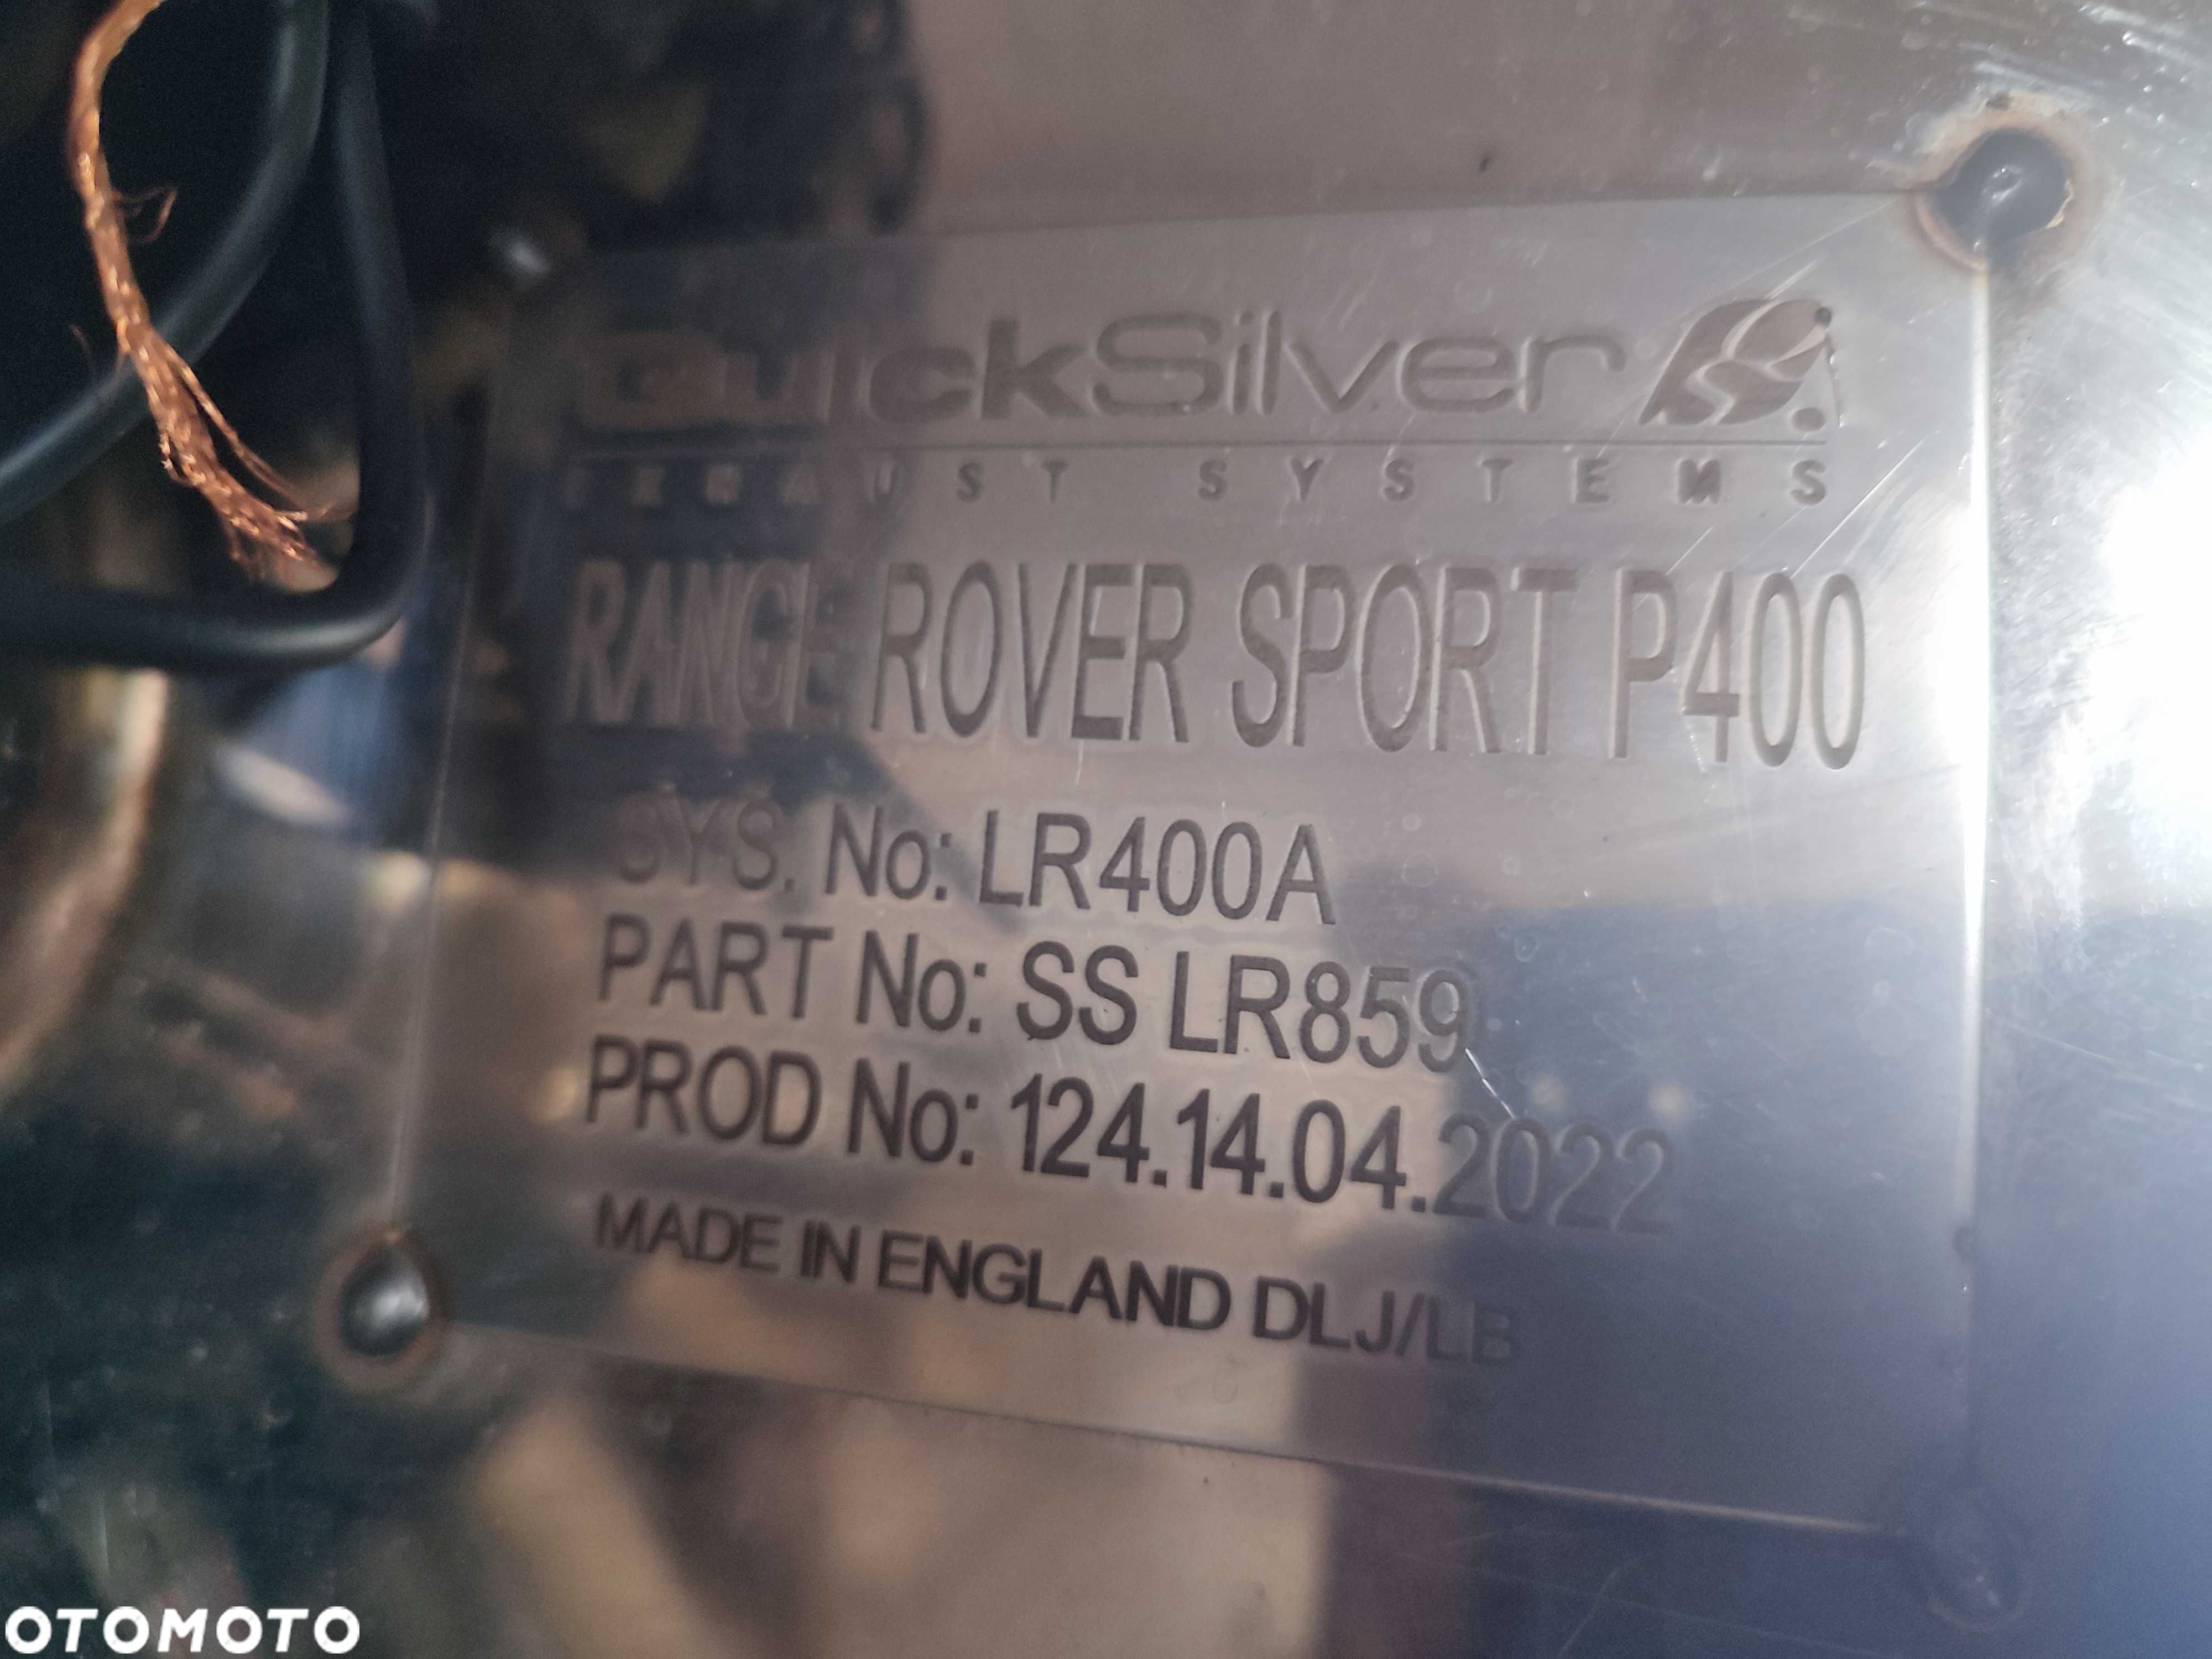 QuickSilver
EXHAUST SYSTEMS
RANGE ROVER SPORT P400
SYS. No: LR400A
PART No: SS LR859
PROD No: 124.14.04.2022
MADE IN ENGLAND DLJ/LB
OTOMOTO